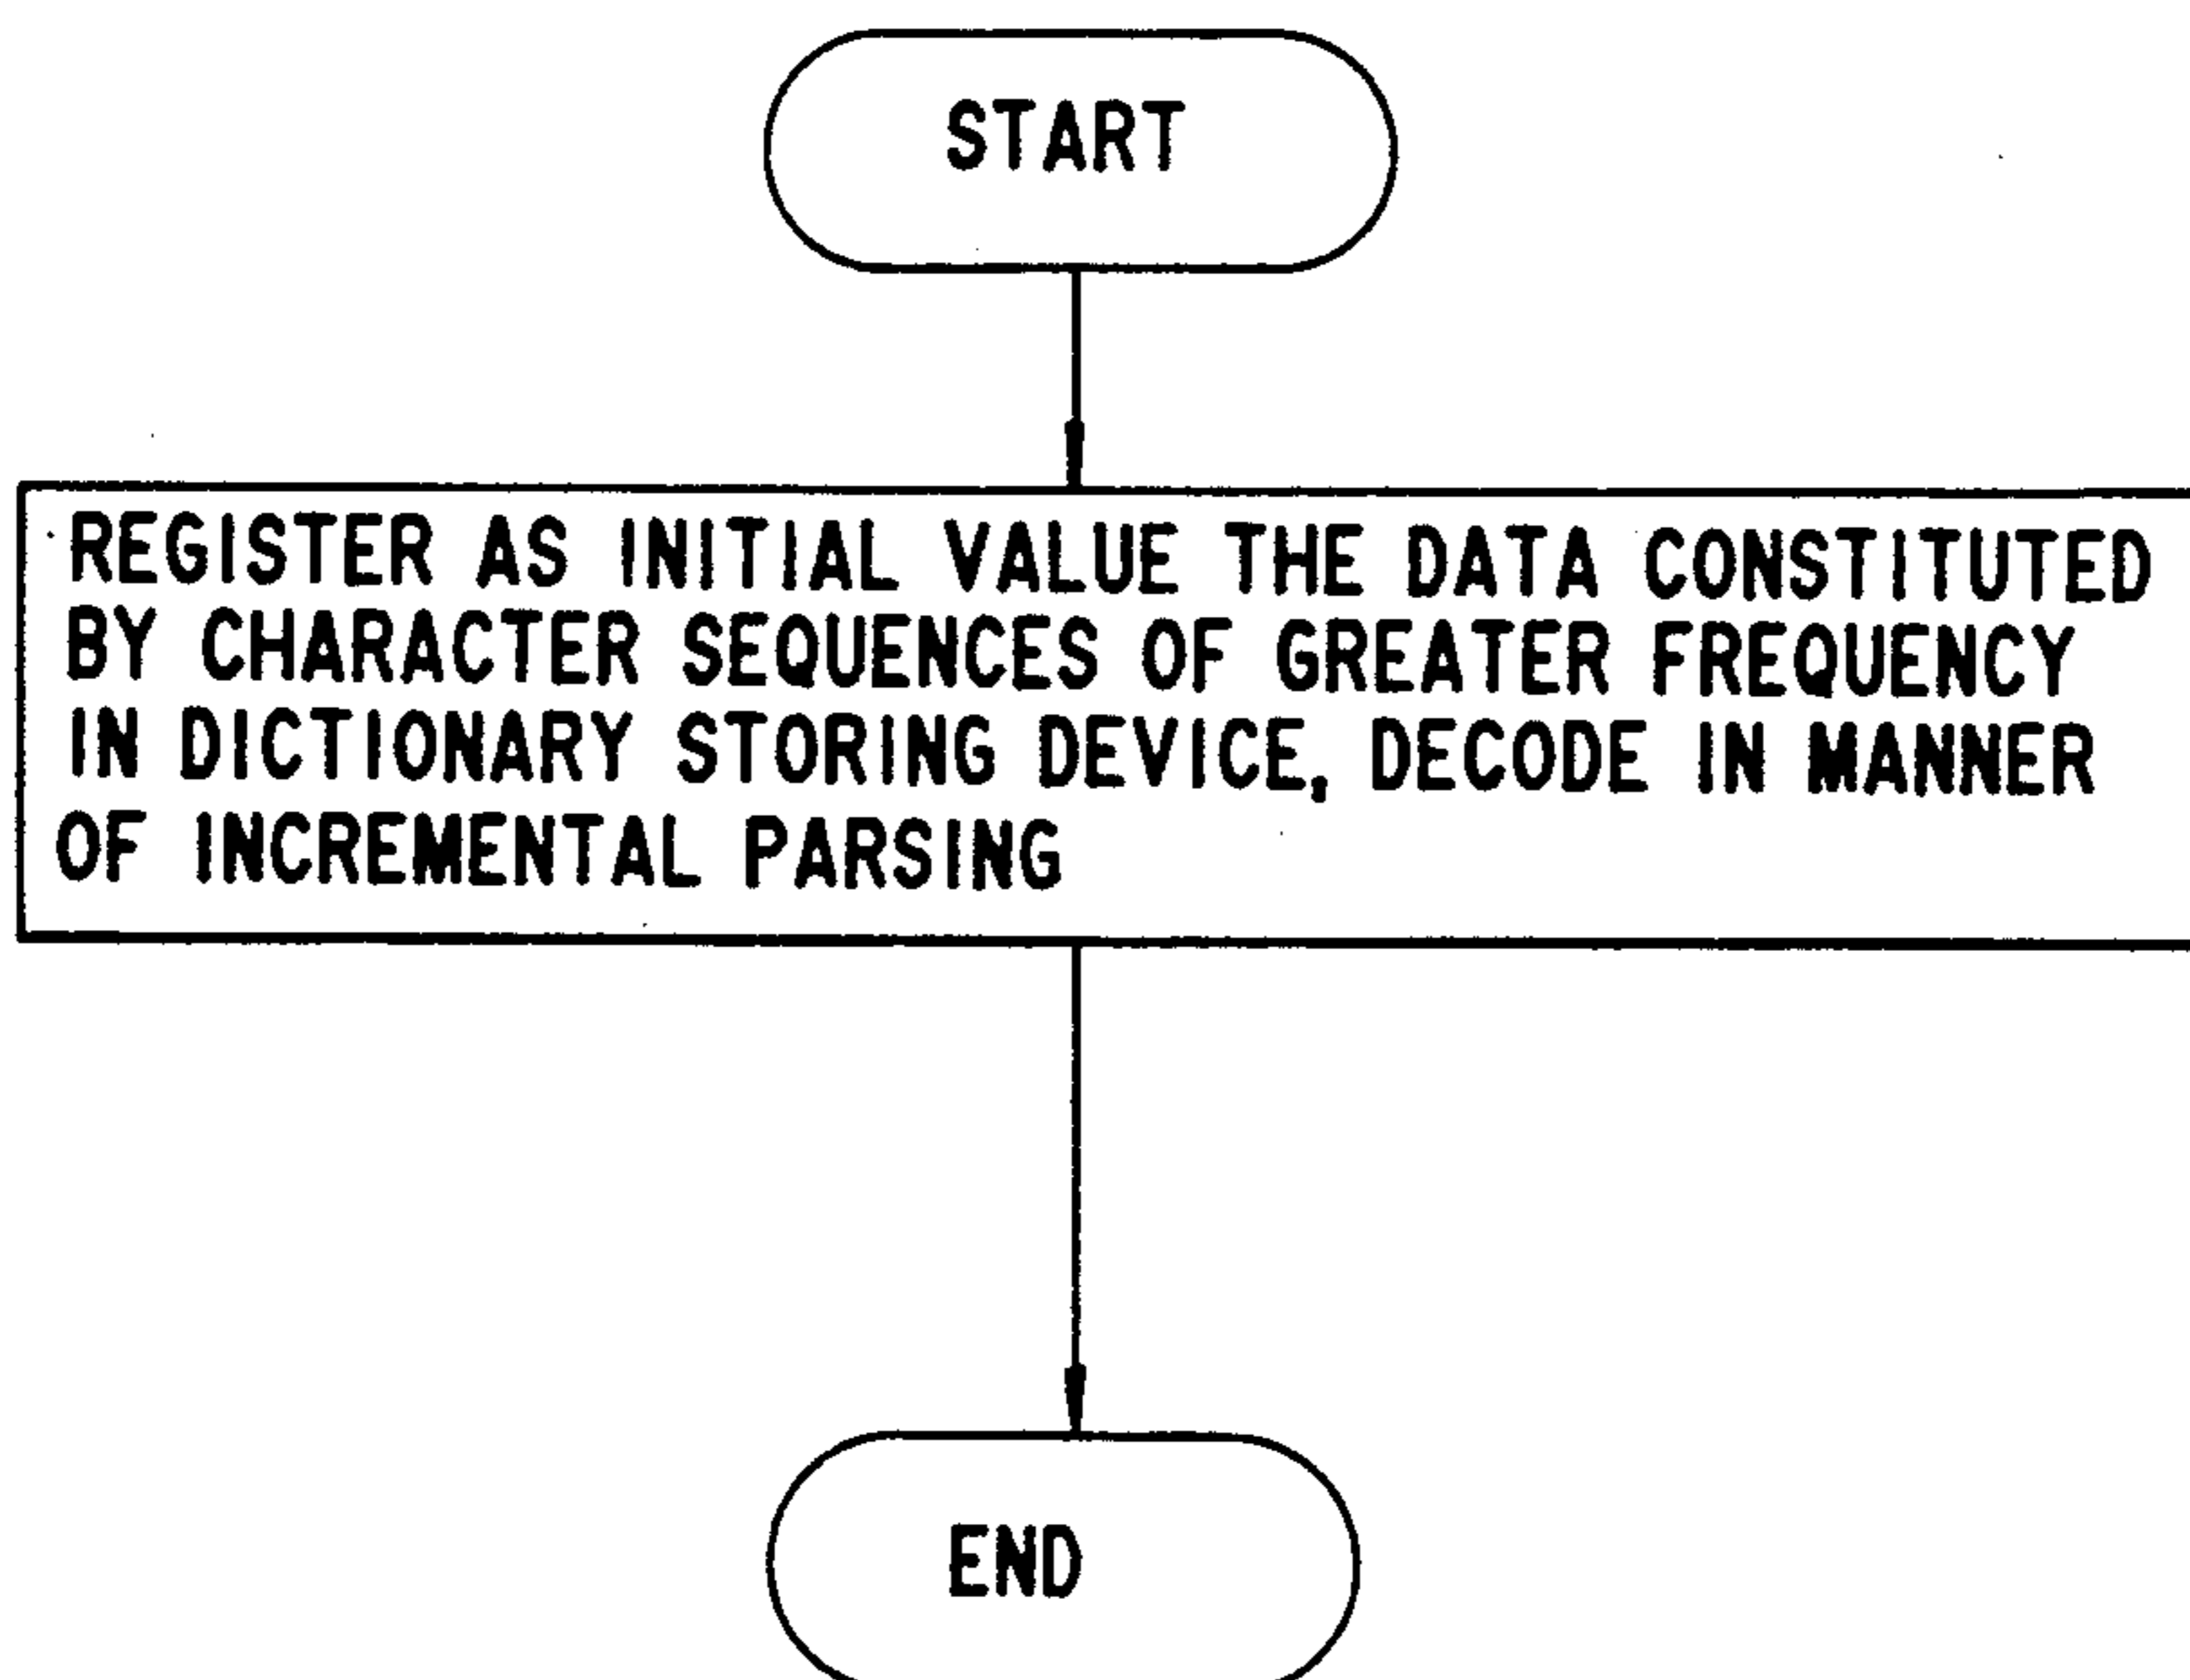 START
REGISTER AS INITIAL VALUE THE DATA CONSTITUTED
BY CHARACTER SEQUENCES OF GREATER FREQUENCY
IN DICTIONARY STORING DEVICE, DECODE IN MANNER
OF INCREMENTAL PARSING
END